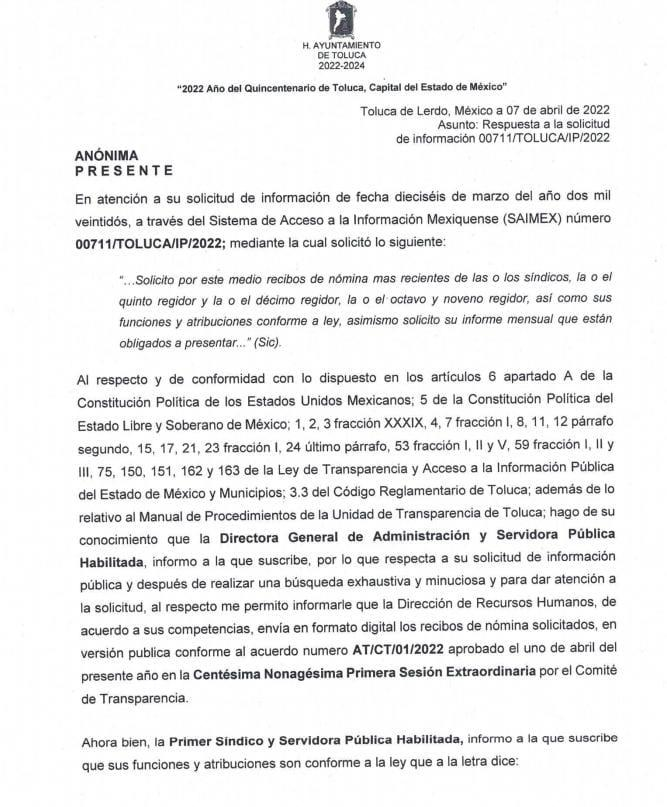 H. AYUNTAMIENTO
DE TOLUCA
2022-2024
"2022 Año del Quincentenario de Toluca, Capital del Estado de México"
Toluca de Lerdo, México a 07 de abril de 2022
Asunto: Respuesta a la solicitud
de información 00711/TOLUCA/IP/2022
ANÓNIMA
P R E S E N T E
En atención a su solicitud de información de fecha dieciséis de marzo del año dos mil
veintidós, a través del Sistema de Acceso a la Información Mexiquense (SAIMEX) número
00711/TOLUCA/IP/2022; mediante la cual solicitó lo siguiente:
"...Solicito por este medio recibos de nómina mas recientes de las o los síndicos, la o el
quinto regidor y la o el décimo regidor, la o el octavo y noveno regidor, así como sus
funciones y atribuciones conforme a ley, asimismo solicito su informe mensual que están
obligados a presentar..." (Sic).
Al respecto y de conformidad con lo dispuesto en los artículos 6 apartado A de la
Constitución Política de los Estados Unidos Mexicanos; 5 de la Constitución Política del
Estado Libre y Soberano de México; 1, 2, 3 fracción XXXIX, 4, 7 fracción I, 8, 11, 12 párrafo
segundo, 15, 17, 21, 23 fracción I, 24 último párrafo, 53 fracción I, II y V, 59 fracción I, II y
III, 75, 150, 151, 162 y 163 de la Ley de Transparencia y Acceso a la Información Pública
del Estado de México y Municipios; 3.3 del Código Reglamentario de Toluca; además de lo
relativo al Manual de Procedimientos de la Unidad de Transparencia de Toluca; hago de su
conocimiento que la Directora General de Administración y Servidora Pública
Habilitada, informo a la que suscribe, por lo que respecta a su solicitud de información
pública y después de realizar una búsqueda exhaustiva y minuciosa y para dar atención a
la solicitud, al respecto me permito informarle que la Dirección de Recursos Humanos, de
acuerdo a sus competencias, envía en formato digital los recibos de nómina solicitados, en
versión publica conforme al acuerdo numero AT/CT/01/2022 aprobado el uno de abril del
presente año en la Centésima Nonagésima Primera Sesión Extraordinaria por el Comité
de Transparencia.
Ahora bien, la Primer Síndico y Servidora Pública Habilitada, informo a la que suscribe
que sus funciones y atribuciones son conforme a la ley que a la letra dice: